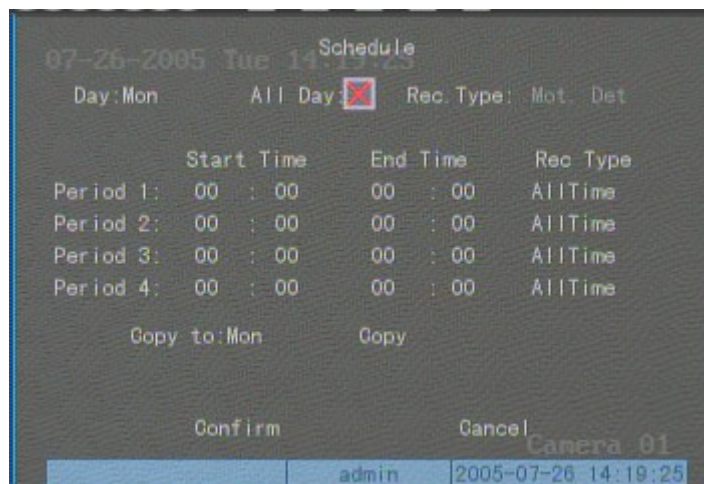 Schedule
07-26-2005 Tue 14:19:25
Day:Mon All Day: Rec.Type: Mot. Det
Start Time End Time Rec Type
Period 1: 00 : 00 00 : 00 AllTime
Period 2: 00 : 00 00 : 00 AllTime
Period 3: 00 : 00 00 : 00 AllTime
Period 4: 00 : 00 00 : 00 AllTime
Copy to:Mon Copy
Confirm Cancel
Camera 01
admin 2005-07-26 14:19:25